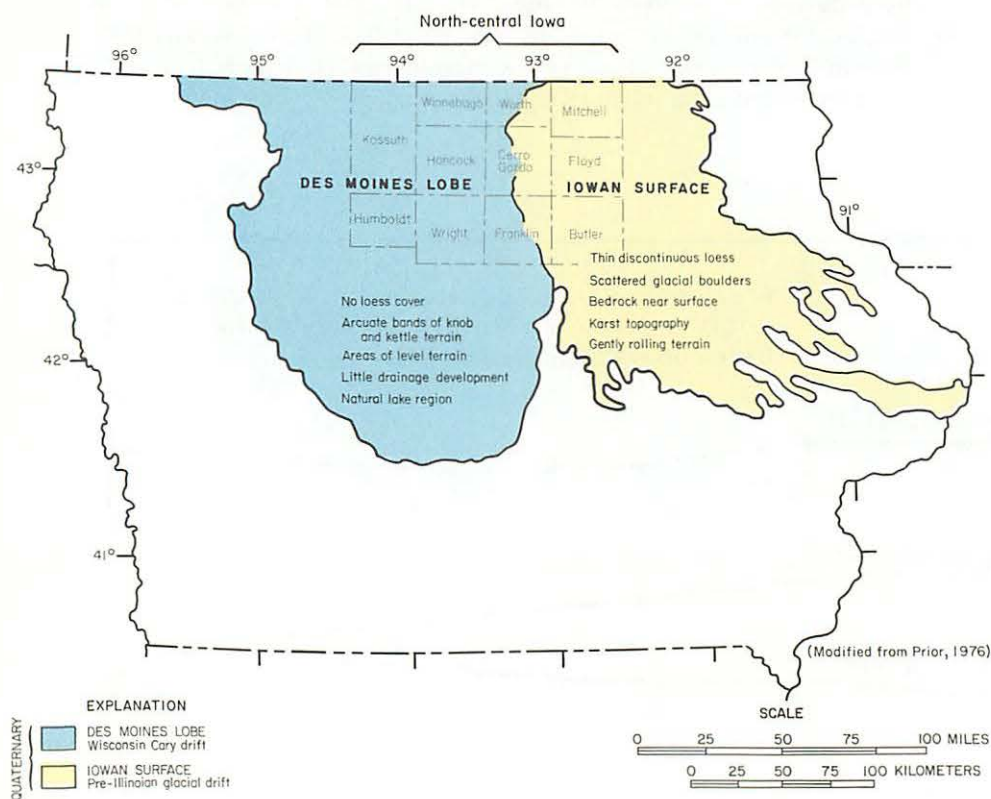 North-central Iowa
96°
95°
94°
93°
92°
Winnebago
Worth
Mitchell
Kossuth
43°
Hancock
Cerro
Gordo
Floyd
DES MOINES LOBE
IOWAN SURFACE
91°
Humboldt
Wright
Franklin
Butler
Thin discontinuous loess
Scattered glacial boulders
Bedrock near surface
Karst topography
Gently rolling terrain
No loess cover
Arcuate bands of knob
and kettle terrain
Areas of level terrain
Little drainage development
Natural lake region
42°
41°
(Modified from Prior, 1976)
EXPLANATION
QUATERNARY
DES MOINES LOBE
Wisconsin Cary drift
IOWAN SURFACE
Pre-Illinoian glacial drift
SCALE
0 25 50 75 100 MILES
0 25 50 75 100 KILOMETERS